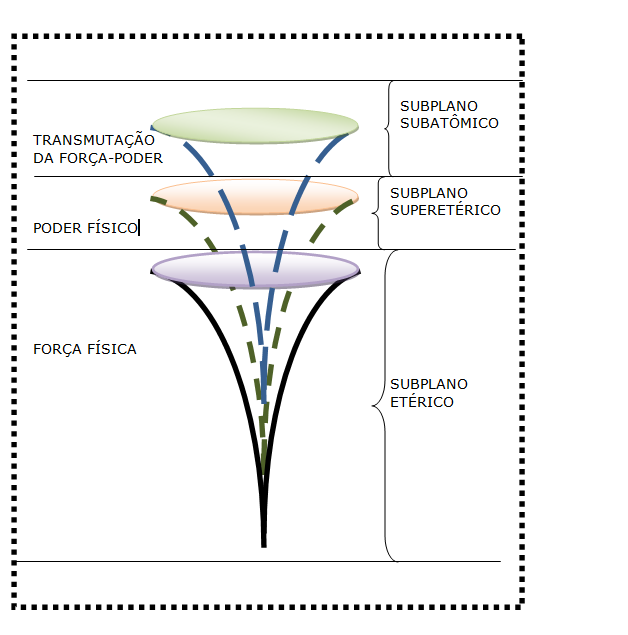 SUBPLANO
SUBATÔMICO
TRANSMUTAÇÃO
DA FORÇA-PODER
SUBPLANO
SUPERETÉRICO
PODER FÍSICO
FORÇA FÍSICA
SUBPLANO
ETÉRICO